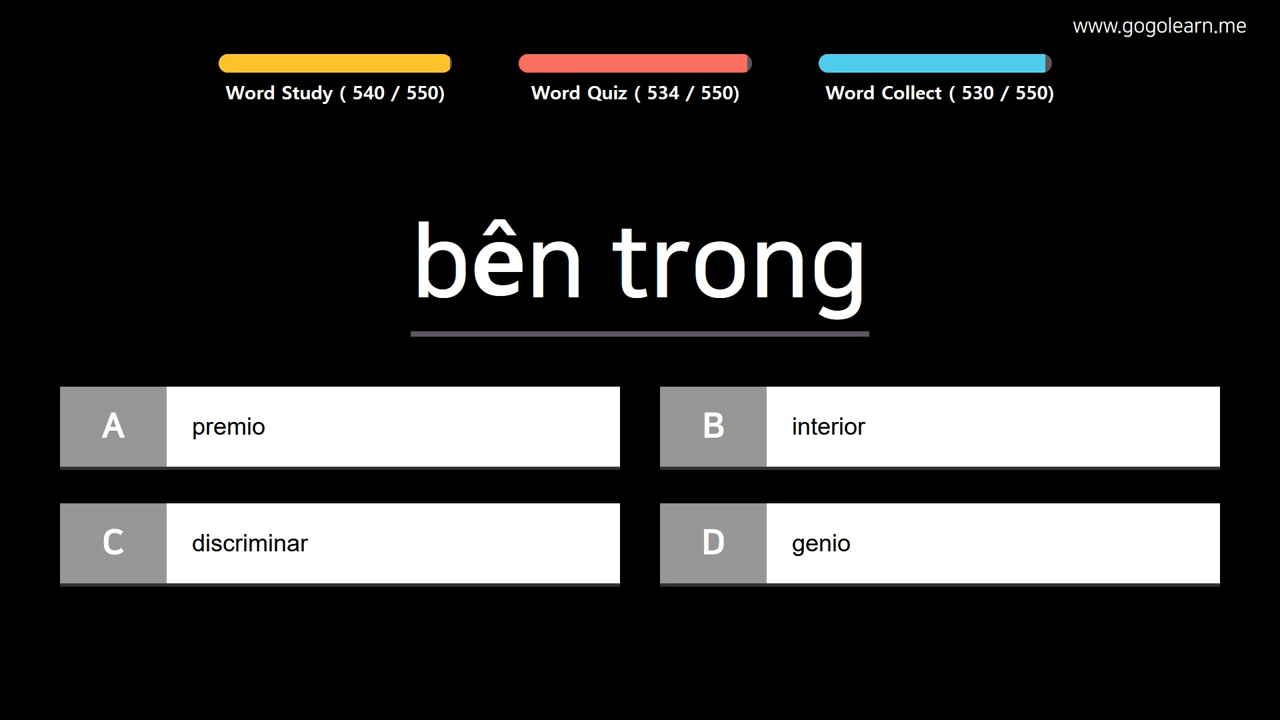 www.gogolearn.me
Word Study ( 540 / 550)
Word Quiz ( 534 / 550)
Word Collect ( 530 / 550)
bên trong
A premio
B interior
C discriminar
D genio